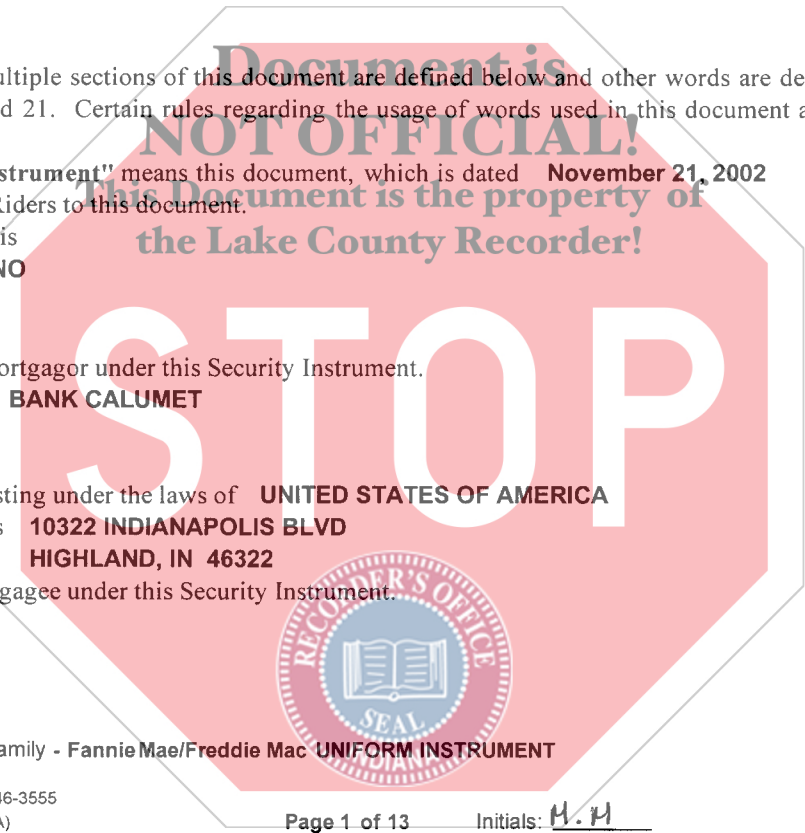 Document is
ultiple sections of this document are defined below and other words are de
d 21. Certain rules regarding the usage of words used in this document a
NOT OFFICIAL!
strument" means this document, which is dated November 21, 2002
This Document is the property of
Riders to this document.
is
the Lake County Recorder!
NO
STOP
ortgagor under this Security Instrument.
BANK CALUMET
sting under the laws of UNITED STATES OF AMERICA
s 10322 INDIANAPOLIS BLVD
HIGHLAND, IN 46322
gagee under this Security Instrument.
RECORDER'S OFFICE
SEAL
INDIANA
amily - Fannie Mae/Freddie Mac UNIFORM INSTRUMENT
46-3555
A)
Page 1 of 13 Initials: M.M